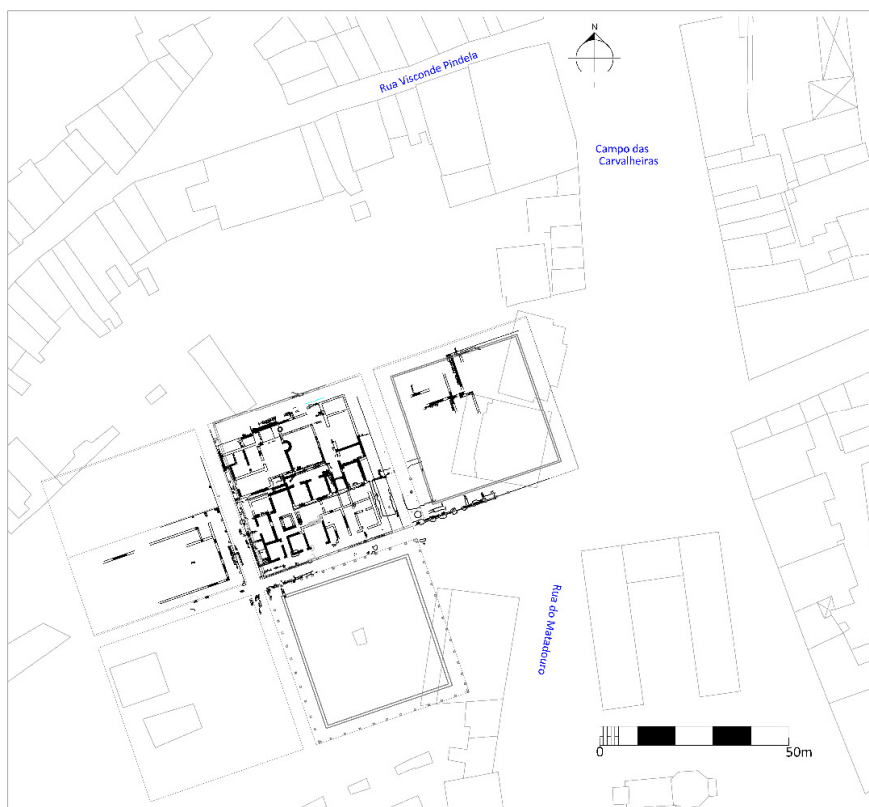 N
Rua Visconde Pindela
Campo das
Carvalheiras
Rua do Matadouro
0
50m